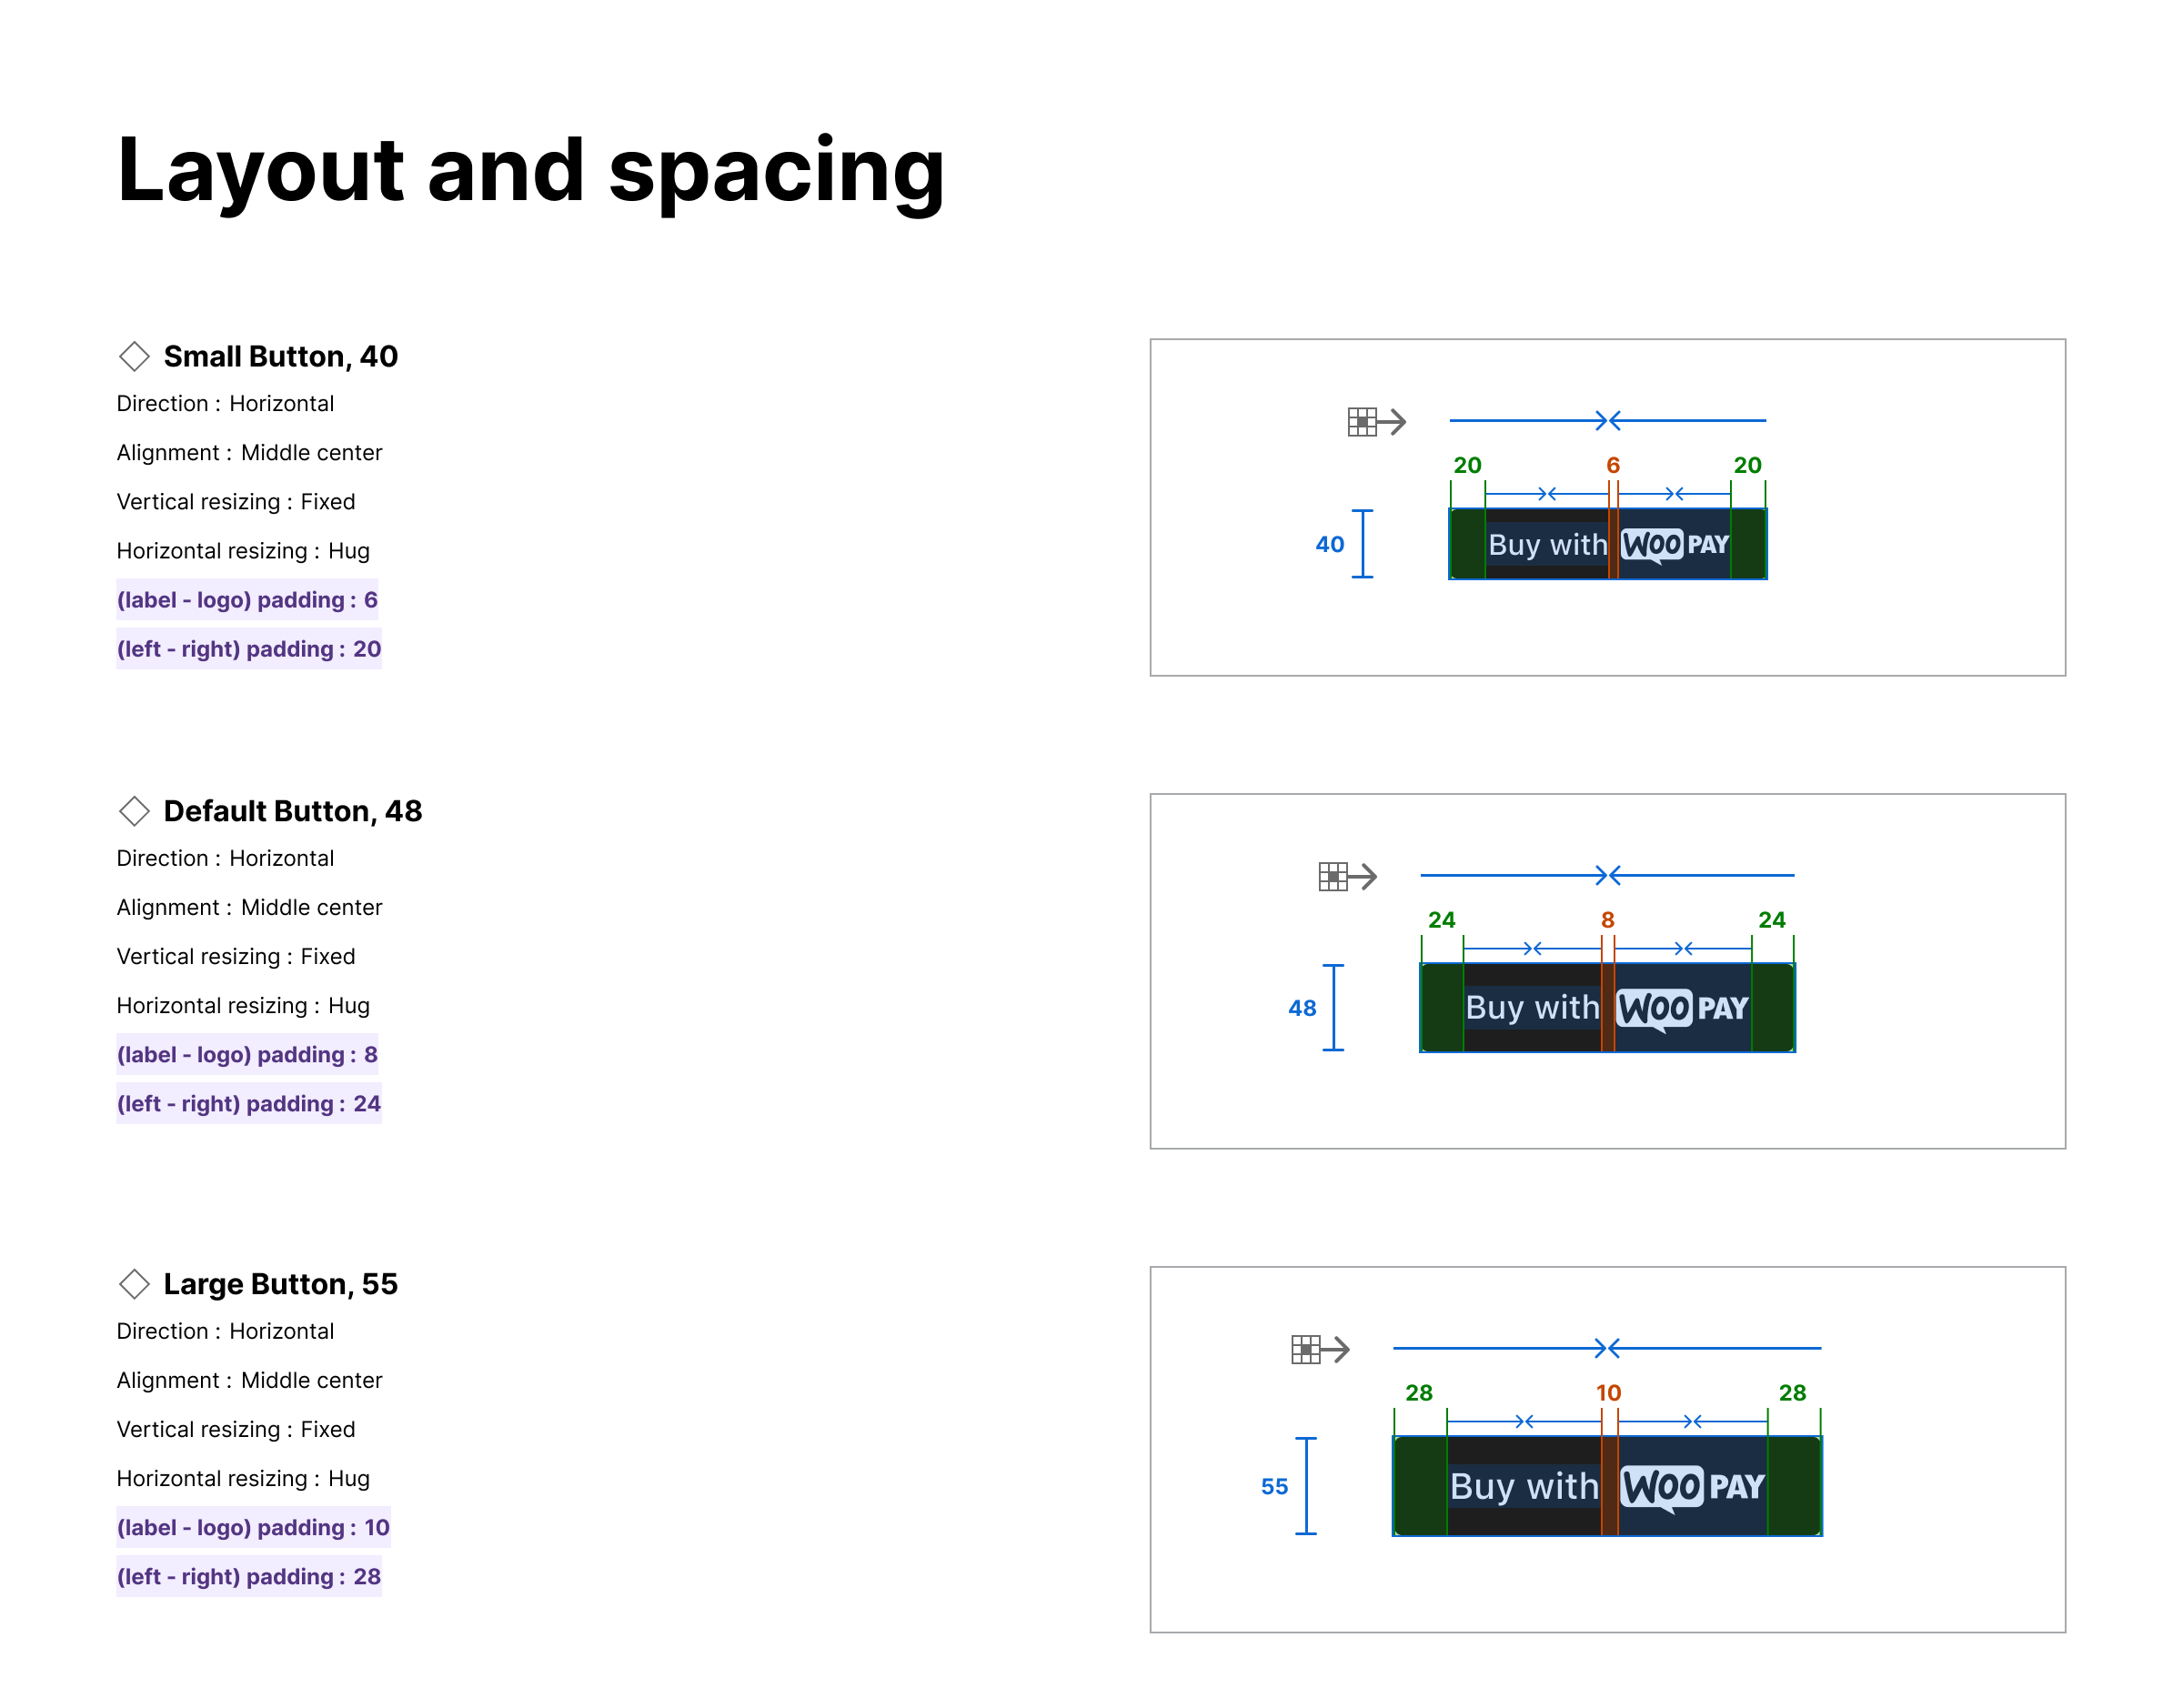 Layout and spacing
Small Button, 40
Direction : Horizontal
Alignment : Middle center
Vertical resizing : Fixed
Horizontal resizing : Hug
(label - logo) padding : 6
(left - right) padding : 20
20 6 20
40
Buy with WOO PAY
Default Button, 48
Direction : Horizontal
Alignment : Middle center
Vertical resizing : Fixed
Horizontal resizing : Hug
(label - logo) padding : 8
(left - right) padding : 24
24 8 24
48
Buy with WOO PAY
Large Button, 55
Direction : Horizontal
Alignment : Middle center
Vertical resizing : Fixed
Horizontal resizing : Hug
(label - logo) padding : 10
(left - right) padding : 28
28 10 28
55
Buy with WOO PAY